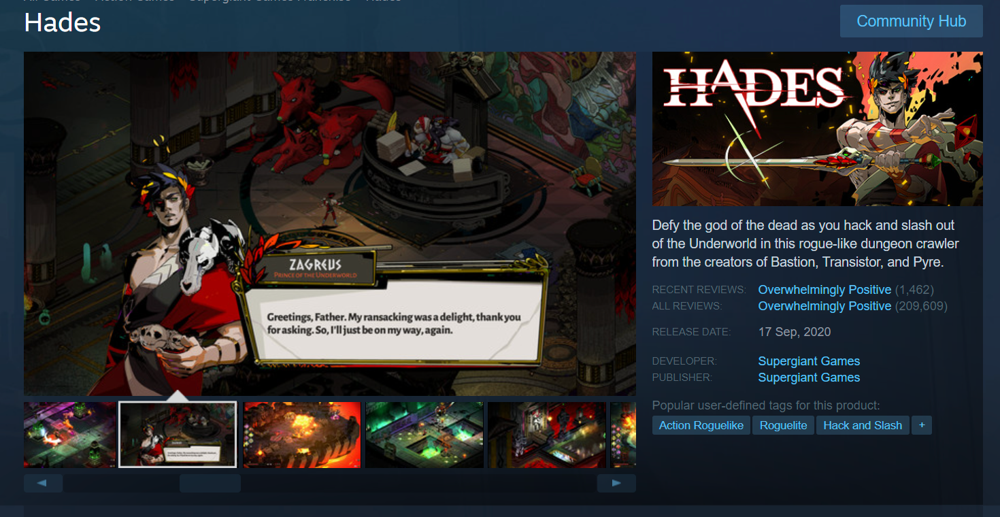 Hades
Community Hub
ZAGREUS
PRINCE OF THE UNDERWORLD
Greetings, Father. My ransacking was a delight, thank you
for asking. So, I'll just be on my way, again.
HADES
Defy the god of the dead as you hack and slash out
of the Underworld in this rogue-like dungeon crawler
from the creators of Bastion, Transistor, and Pyre.
RECENT REVIEWS: Overwhelmingly Positive (1,462)
ALL REVIEWS: Overwhelmingly Positive (209,609)
RELEASE DATE: 17 Sep, 2020
DEVELOPER: Supergiant Games
PUBLISHER: Supergiant Games
Popular user-defined tags for this product:
Action Roguelike Roguelite Hack and Slash +